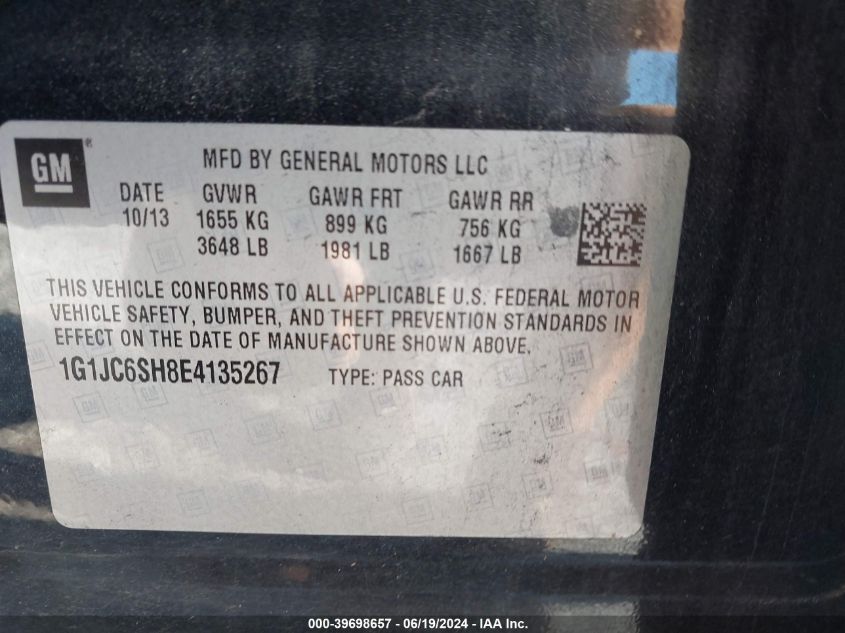 GM ®
MFD BY GENERAL MOTORS LLC
DATE GVWR GAWR FRT GAWR RR
10/13 1655 KG 899 KG 756 KG
3648 LB 1981 LB 1667 LB
THIS VEHICLE CONFORMS TO ALL APPLICABLE U.S. FEDERAL MOTOR
VEHICLE SAFETY, BUMPER, AND THEFT PREVENTION STANDARDS IN
EFFECT ON THE DATE OF MANUFACTURE SHOWN ABOVE.
1G1JC6SH8E4135267 TYPE: PASS CAR
000-39698657 - 06/19/2024 - IAA Inc.